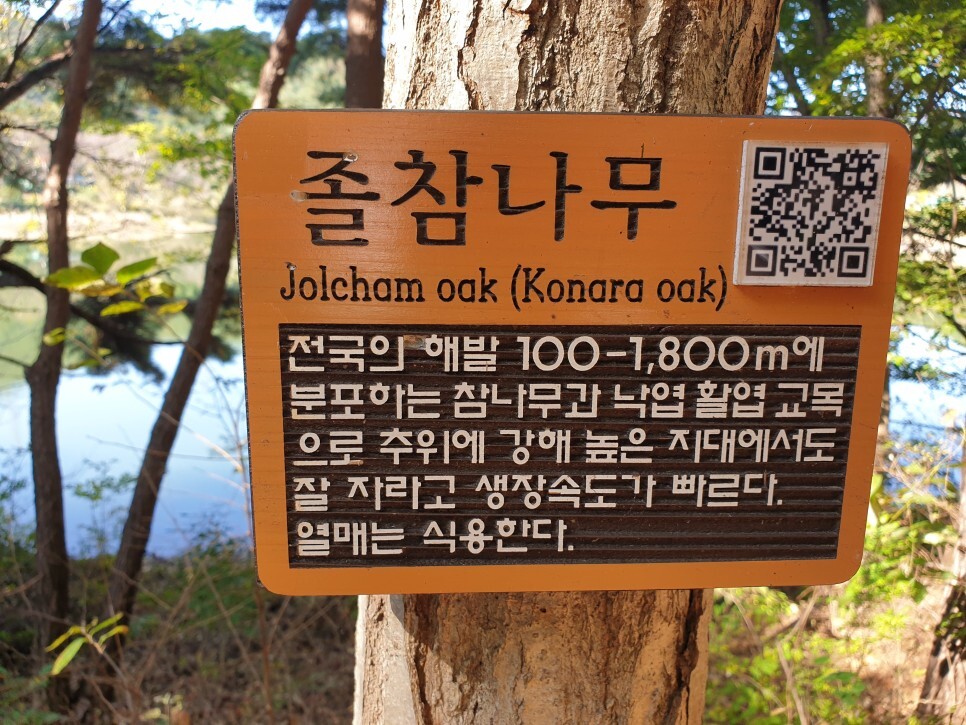 졸참나무
Jolcham oak (Konara oak)
전국의 해발 100-1,800m에
분포하는 참나무과 낙엽 활엽 교목
으로 추위에 강해 높은 지대에서도
잘 자라고 생장속도가 빠르다.
열매는 식용한다.